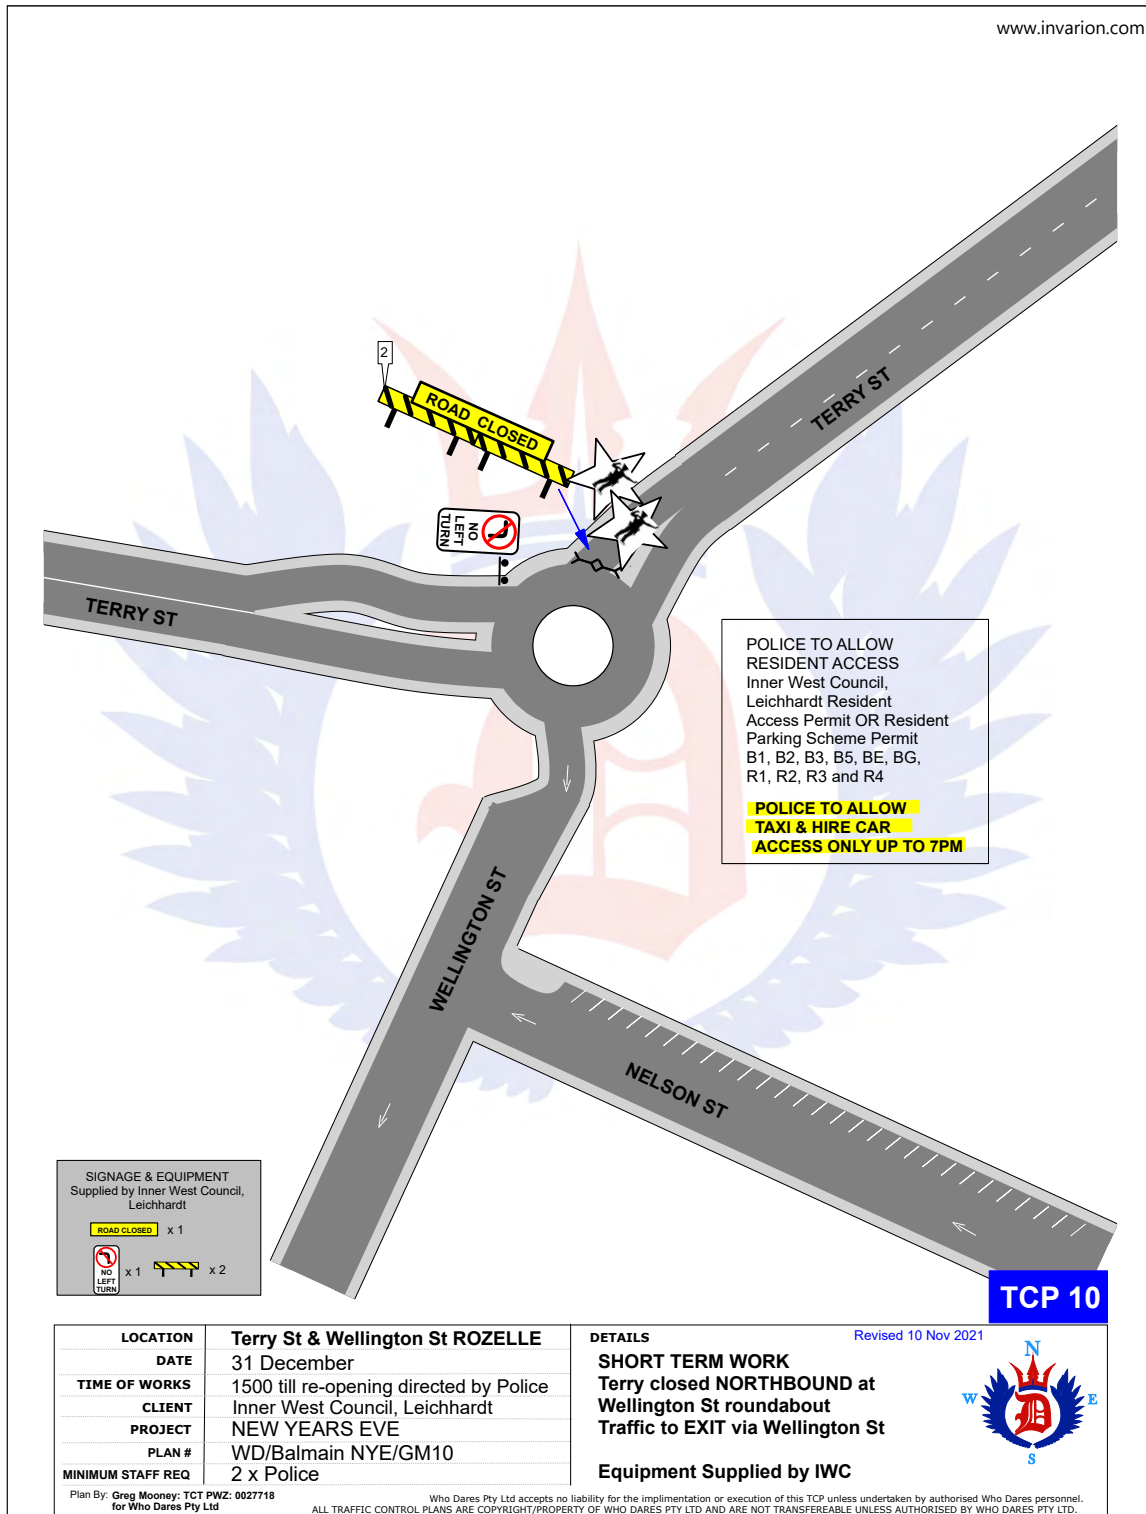 www.invarion.com
2
ROAD CLOSED
NO
LEFT
TURN
TERRY ST
TERRY ST
POLICE TO ALLOW
RESIDENT ACCESS
Inner West Council,
Leichhardt Resident
Access Permit OR Resident
Parking Scheme Permit
B1, B2, B3, B5, BE, BG,
R1, R2, R3 and R4
POLICE TO ALLOW
TAXI & HIRE CAR
ACCESS ONLY UP TO 7PM
WELLINGTON ST
NELSON ST
SIGNAGE & EQUIPMENT
Supplied by Inner West Council,
Leichhardt
ROAD CLOSED x 1
NO
LEFT
TURN
x 1
x 2
TCP 10
LOCATION Terry St & Wellington St ROZELLE
DATE 31 December
TIME OF WORKS 1500 till re-opening directed by Police
CLIENT Inner West Council, Leichhardt
PROJECT NEW YEARS EVE
PLAN # WD/Balmain NYE/GM10
MINIMUM STAFF REQ 2 x Police
DETAILS
Revised 10 Nov 2021
SHORT TERM WORK
Terry closed NORTHBOUND at
Wellington St roundabout
Traffic to EXIT via Wellington St
Equipment Supplied by IWC
N
W
E
D
S
Plan By: Greg Mooney: TCT PWZ: 0027718
for Who Dares Pty Ltd
Who Dares Pty Ltd accepts no liability for the implimentation or execution of this TCP unless undertaken by authorised Who Dares personnel.
ALL TRAFFIC CONTROL PLANS ARE COPYRIGHT/PROPERTY OF WHO DARES PTY LTD AND ARE NOT TRANSFEREABLE UNLESS AUTHORISED BY WHO DARES PTY LTD.